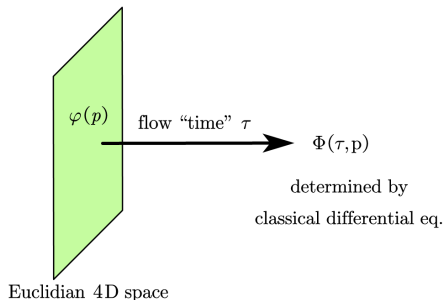 φ(p)
flow “time” τ
Φ(τ,p)
determined by
classical differential eq.
Euclidian 4D space